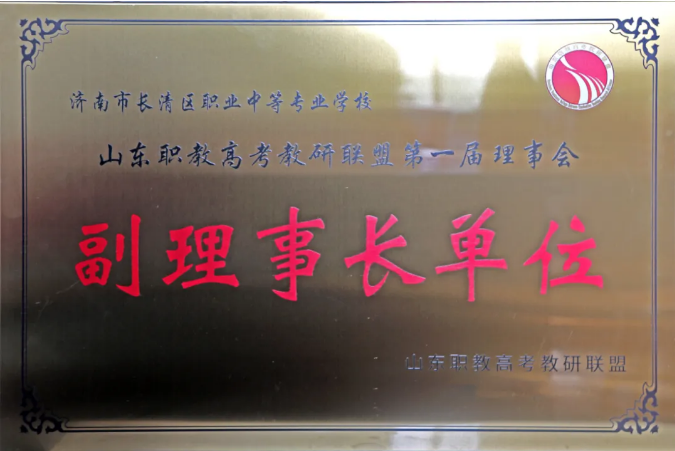 济南市长清区职业中等专业学校
山东职教高考教研联盟第一届理事会
副理事长单位
山东职教高考教研联盟